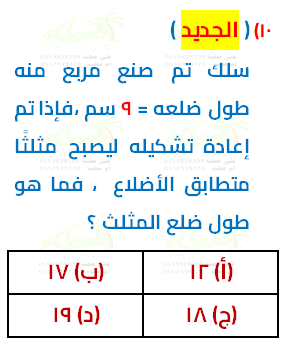 ١٠) ( الجديد )
سلك تم صنع مربع منه
طول ضلعه = ٩ سم ،فإذا تم
إعادة تشكيله ليصبح مثلثًا
متطابق الأضلاع ، فما هو
طول ضلع المثلث ؟
(أ) ١٢ (ب) ١٧
(ج) ١٨ (د) ١٩